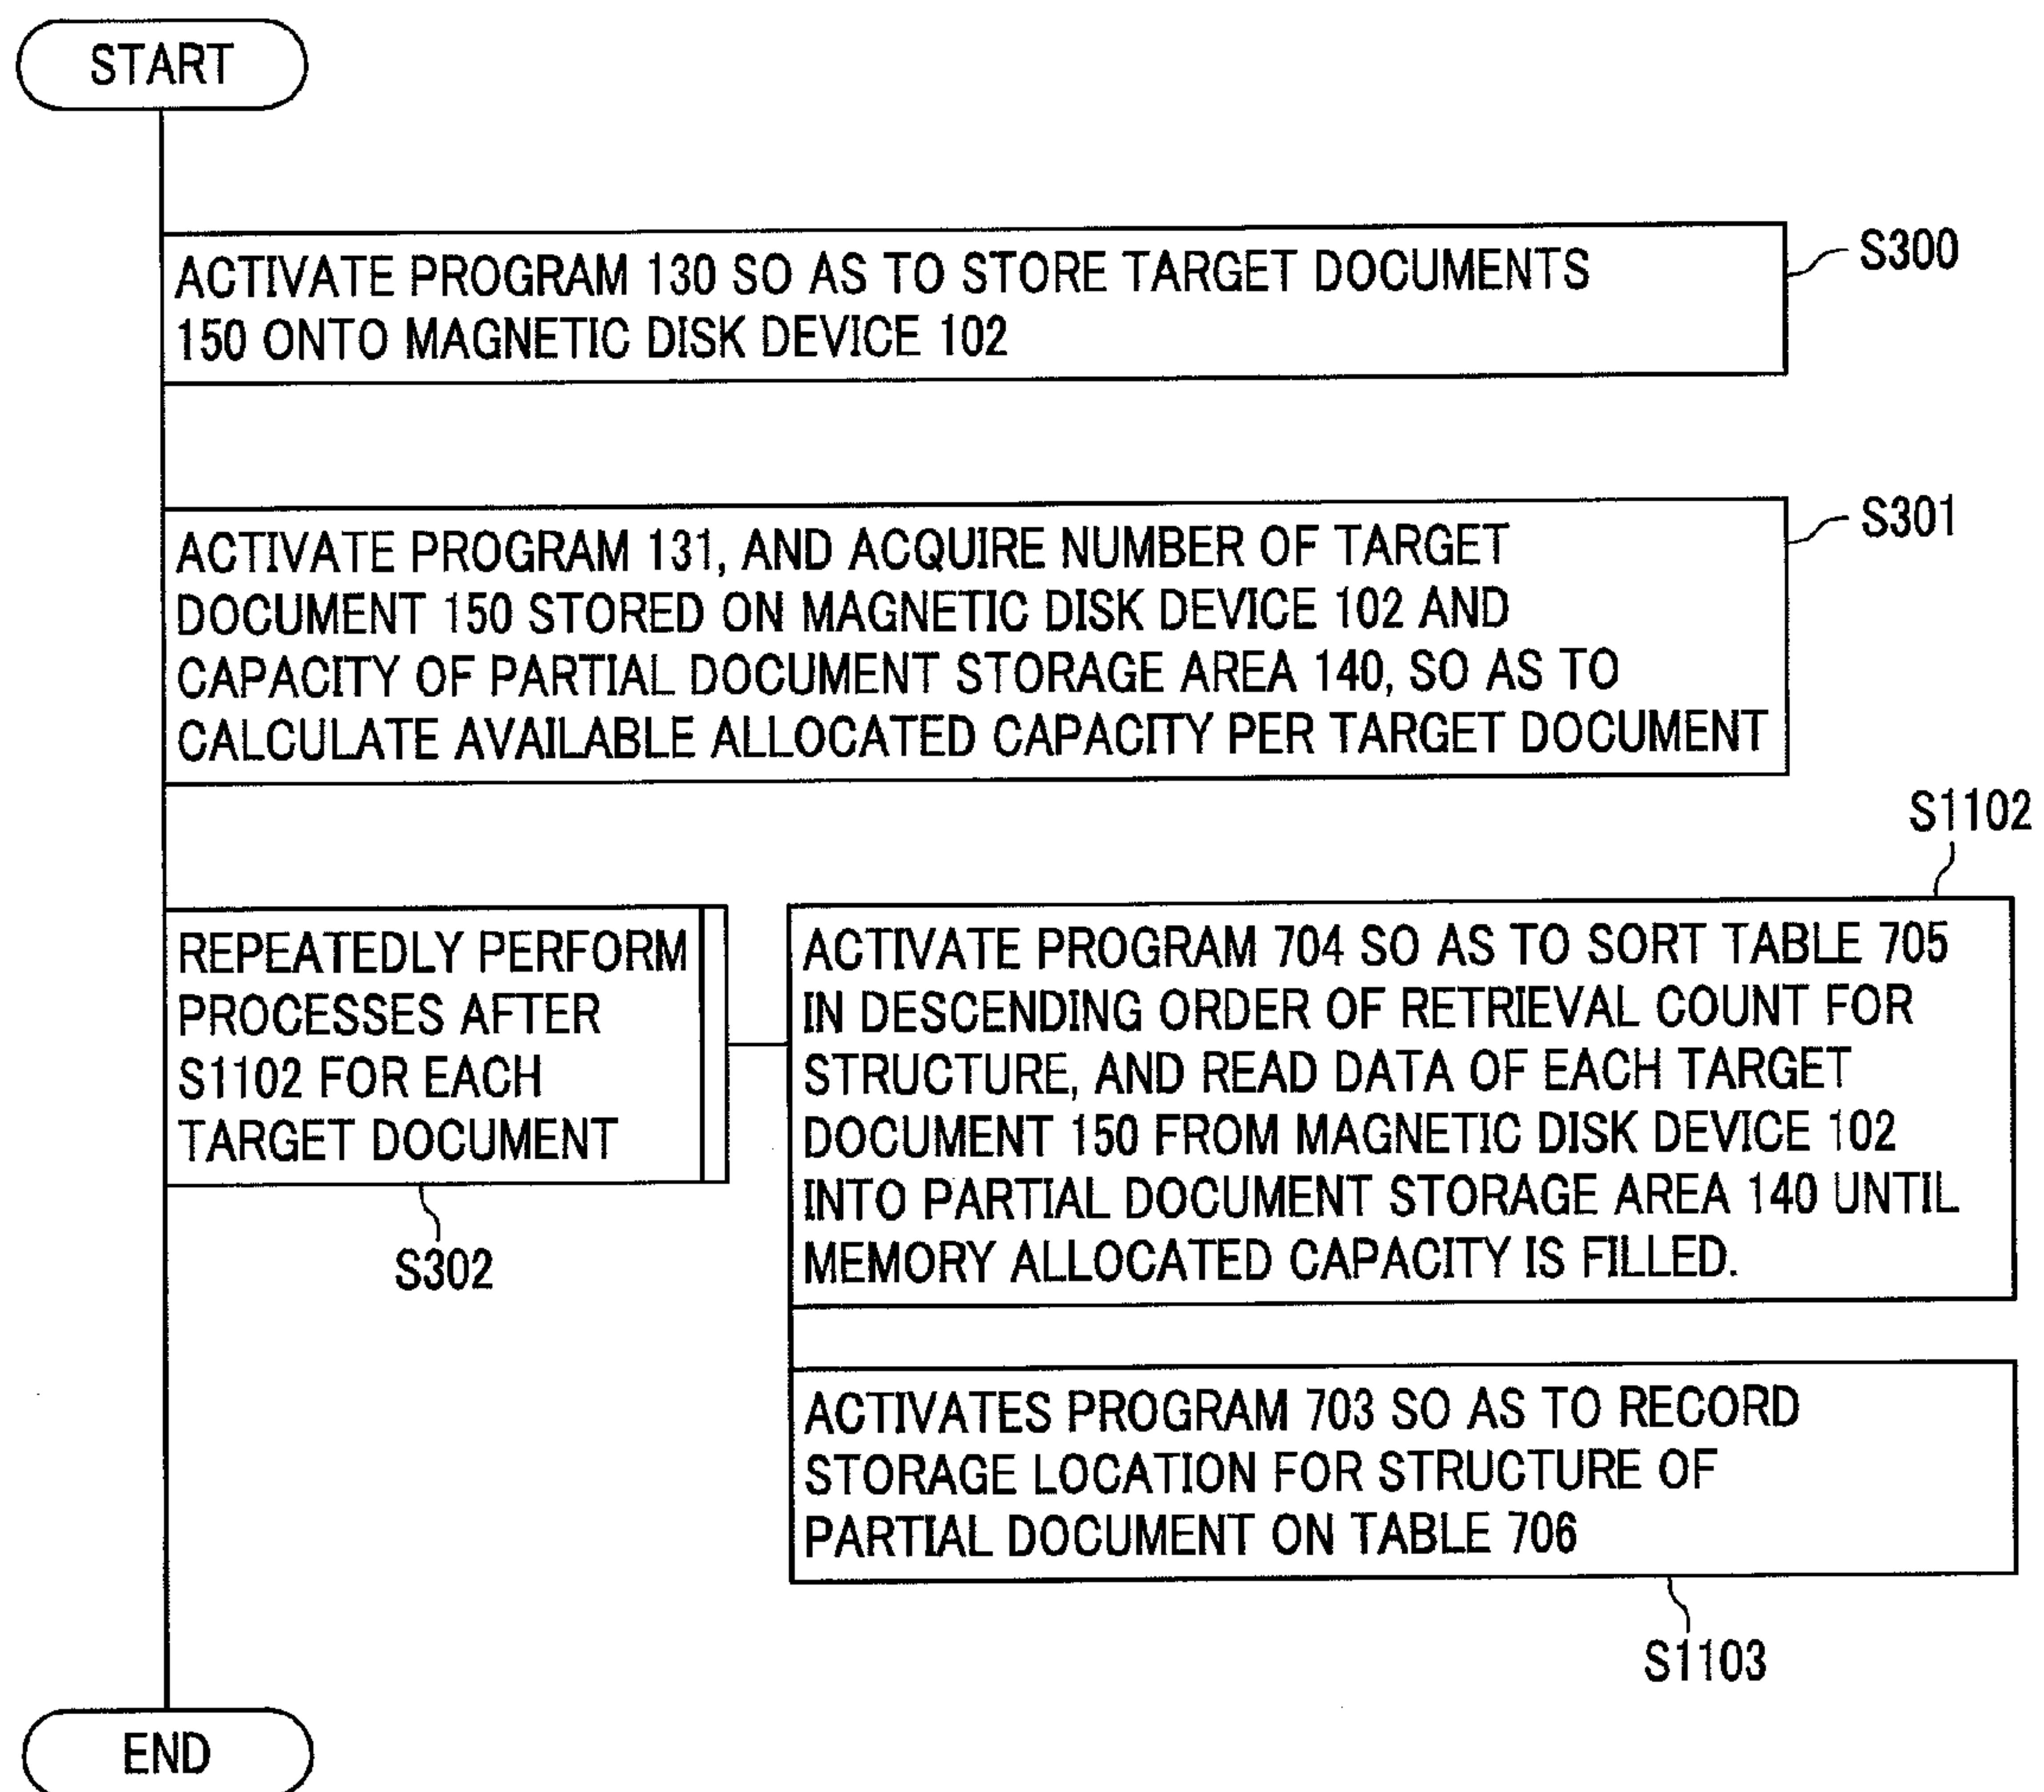 START
ACTIVATE PROGRAM 130 SO AS TO STORE TARGET DOCUMENTS
150 ONTO MAGNETIC DISK DEVICE 102
S300
ACTIVATE PROGRAM 131, AND ACQUIRE NUMBER OF TARGET
DOCUMENT 150 STORED ON MAGNETIC DISK DEVICE 102 AND
CAPACITY OF PARTIAL DOCUMENT STORAGE AREA 140, SO AS TO
CALCULATE AVAILABLE ALLOCATED CAPACITY PER TARGET DOCUMENT
S301
REPEATEDLY PERFORM
PROCESSES AFTER
S1102 FOR EACH
TARGET DOCUMENT
S302
S1102
ACTIVATE PROGRAM 704 SO AS TO SORT TABLE 705
IN DESCENDING ORDER OF RETRIEVAL COUNT FOR
STRUCTURE, AND READ DATA OF EACH TARGET
DOCUMENT 150 FROM MAGNETIC DISK DEVICE 102
INTO PARTIAL DOCUMENT STORAGE AREA 140 UNTIL
MEMORY ALLOCATED CAPACITY IS FILLED.
ACTIVATES PROGRAM 703 SO AS TO RECORD
STORAGE LOCATION FOR STRUCTURE OF
PARTIAL DOCUMENT ON TABLE 706
S1103
END